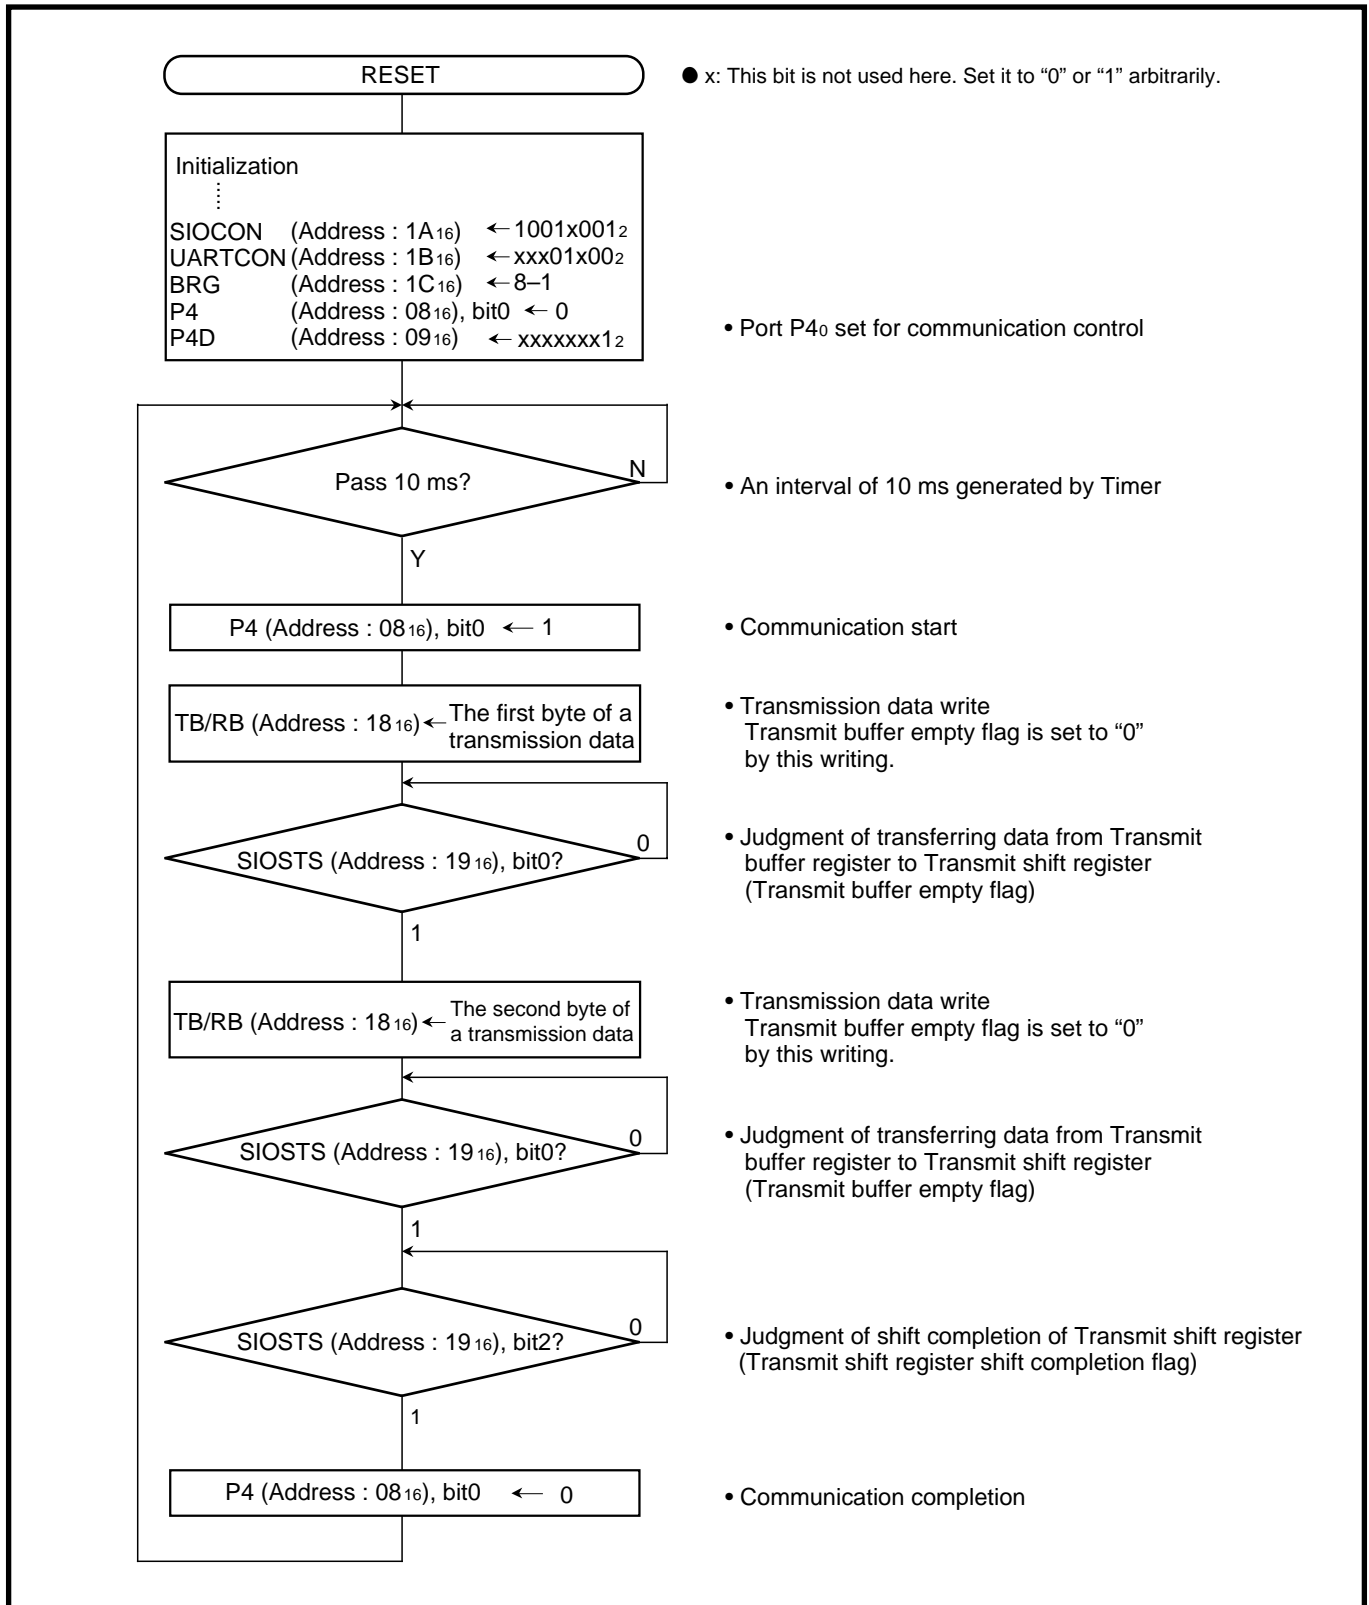 RESET
● x: This bit is not used here. Set it to “0” or “1” arbitrarily.
Initialization
SIOCON (Address : 1A16) ← 1001x0012
UARTCON (Address : 1B16) ← xxx01x002
BRG (Address : 1C16) ← 8–1
P4 (Address : 0816), bit0 ← 0
P4D (Address : 0916) ← xxxxxxx12
• Port P40 set for communication control
Pass 10 ms?
N
• An interval of 10 ms generated by Timer
Y
P4 (Address : 0816), bit0 ← 1
• Communication start
TB/RB (Address : 1816) ← The first byte of a
transmission data
• Transmission data write
Transmit buffer empty flag is set to “0”
by this writing.
SIOSTS (Address : 1916), bit0?
0
• Judgment of transferring data from Transmit
buffer register to Transmit shift register
(Transmit buffer empty flag)
1
TB/RB (Address : 1816) ← The second byte of
a transmission data
• Transmission data write
Transmit buffer empty flag is set to “0”
by this writing.
SIOSTS (Address : 1916), bit0?
0
• Judgment of transferring data from Transmit
buffer register to Transmit shift register
(Transmit buffer empty flag)
1
SIOSTS (Address : 1916), bit2?
0
• Judgment of shift completion of Transmit shift register
(Transmit shift register shift completion flag)
1
P4 (Address : 0816), bit0 ← 0
• Communication completion